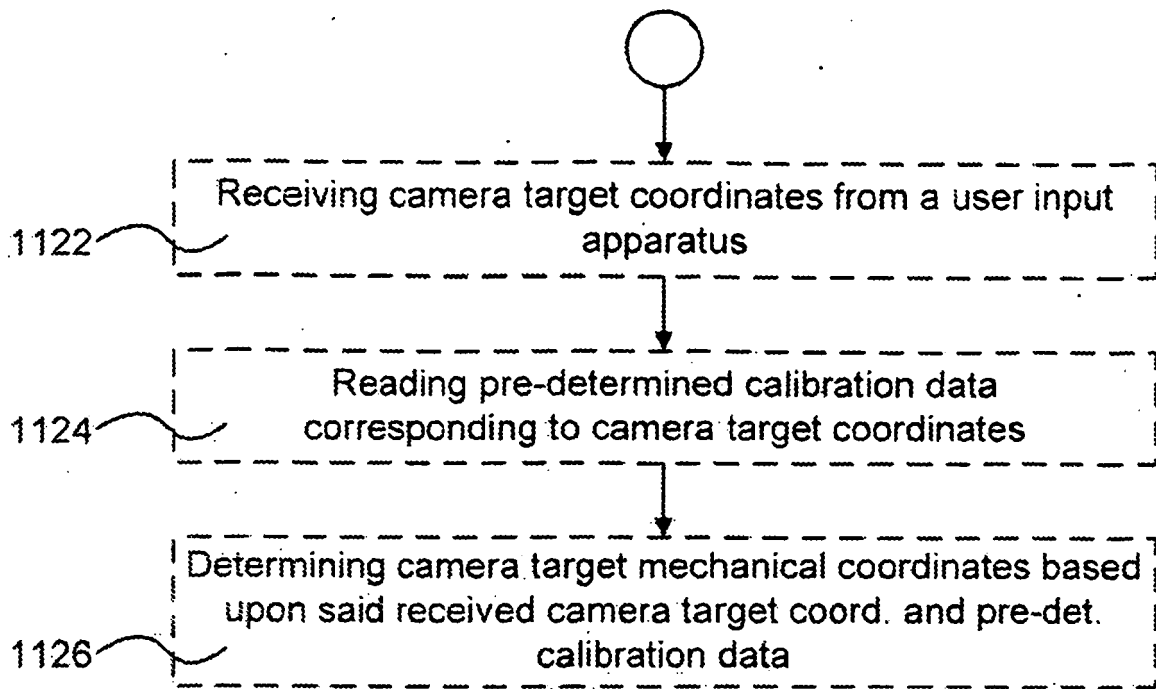 Receiving camera target coordinates from a user input
apparatus
1122
Reading pre-determined calibration data
corresponding to camera target coordinates
1124
Determining camera target mechanical coordinates based
upon said received camera target coord. and pre-det.
calibration data
1126